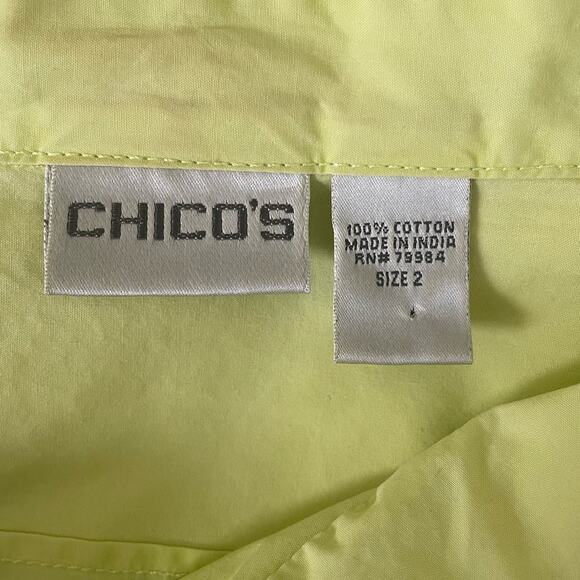 CHICO'S
100% COTTON
MADE IN INDIA
RN# 79984
SIZE 2